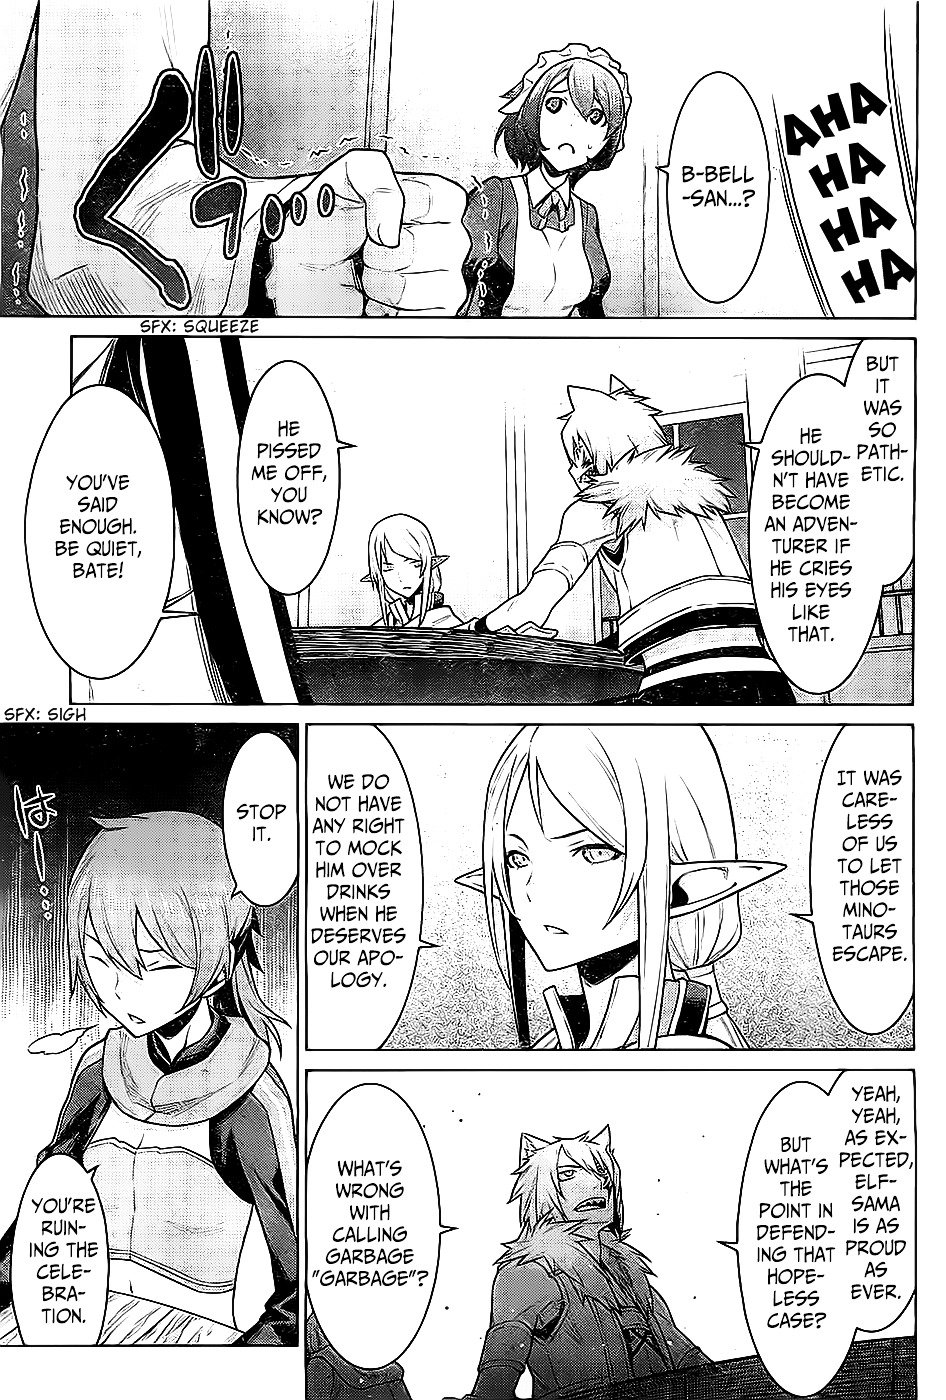 AHA
HA
HA
HA
B-BELL
-SAN...?
グッ...
SFX: SQUEEZE
BUT
IT
WAS
SO
PATH-
ETIC.
HE
SHOULD-
N'T HAVE
BECOME
AN ADVEN-
TURER IF
HE CRIES
HIS EYES
LIKE
THAT.
HE
PISSED
ME OFF,
YOU
KNOW?
YOU'VE
SAID
ENOUGH.
BE QUIET,
BATE!
IT WAS
CARE-
LESS
OF US
TO LET
THOSE
MINO-
TAURS
ESCAPE.
WE DO
NOT HAVE
ANY RIGHT
TO MOCK
HIM OVER
DRINKS
WHEN HE
DESERVES
OUR APO-
LOGY.
SFX: SIGH
はー...
STOP
IT.
YOU'RE
RUIN-
ING THE
CELE-
BRA-
TION.
YEAH,
YEAH,
AS EX-
PECTED,
ELF-
SAMA
IS AS
PROUD
AS
EVER.
BUT
WHAT'S
THE
POINT IN
DEFEND-
ING THAT
HOPE-
LESS
CASE?
WHAT'S
WRONG
WITH
CALLING
GARBAGE
"GARBAGE"?